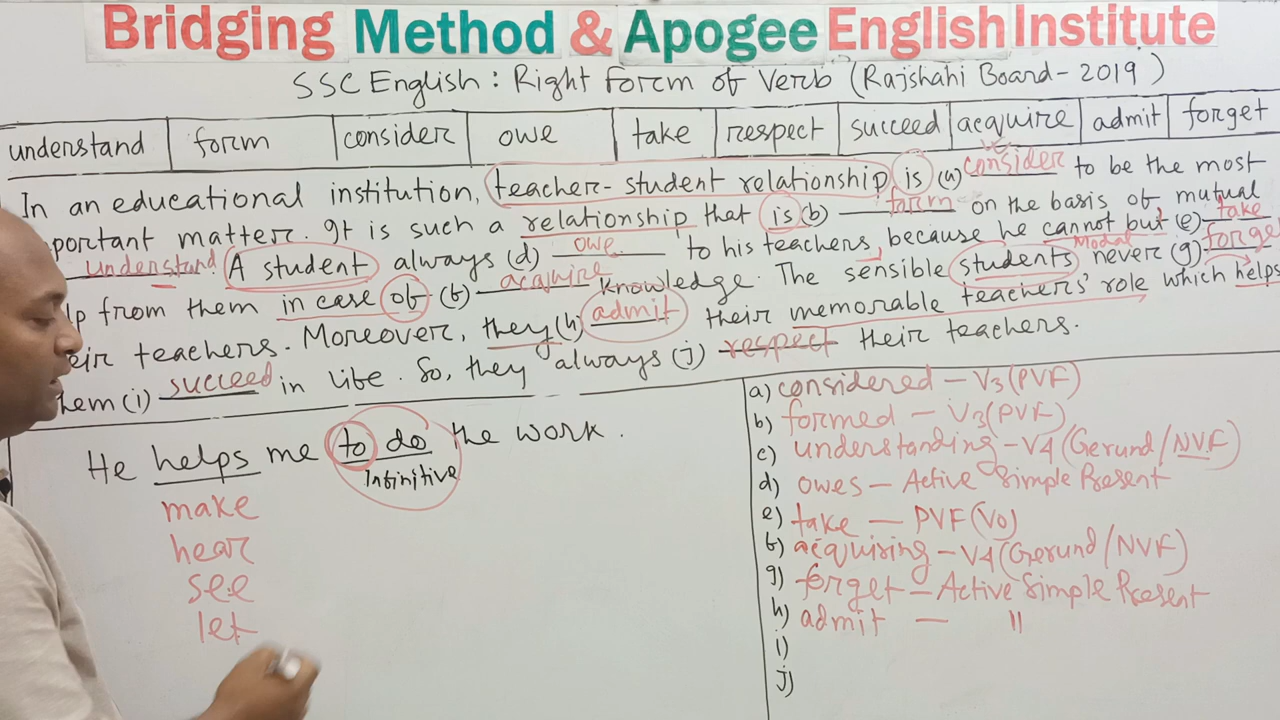 Bridging Method & Apogee English Institute
SSC English: Right Form of Verb (Rajshahi Board-2019)
understand form consider owe take respect succeed acquire admit forget
In an educational institution, teacher-student relationship is (a) consider to be the most
portant matter. It is such a relationship that is (b) form on the basis of mutual
understand. A student always (d) owe to his teachers, because he cannot but (e) take
lp from them in case of (f) acquire knowledge. The sensible students Modal never (g) forge
eir teachers. Moreover, they (h) admit their memorable teachers' role which helps
hem (i) succeed in life. So, they always (j) respect their teachers.
He helps me to do the work.
Infinitive
make
hear
see
let
a) considered - V3 (PVF)
b) formed - V3 (PVF)
c) understanding - V4 (Gerund/NVF)
d) owes - Active Simple Present
e) take - PVF (V0)
f) acquiring - V4 (Gerund/NVF)
g) forget - Active Simple Present
h) admit - "
i)
j)